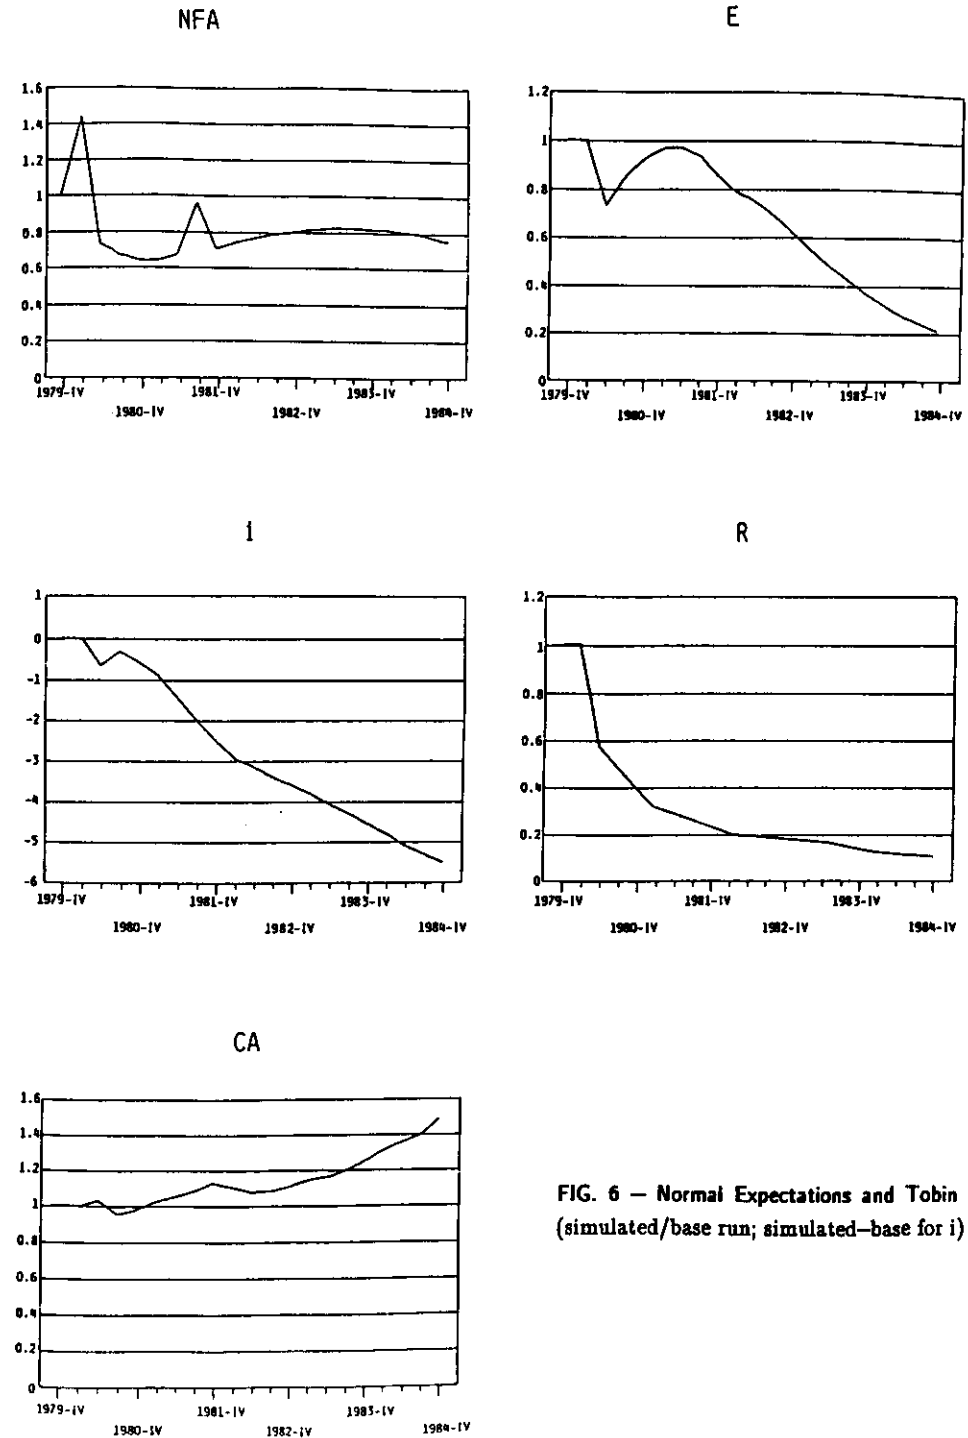 NFA
E
1.6
1.4
1.2
1
0.8
0.6
0.4
0.2
0
1979-IV 1981-IV 1983-IV
1980-IV 1982-IV 1984-IV
1.2
1
0.8
0.6
0.4
0.2
0
1979-IV 1981-IV 1983-IV
1980-IV 1982-IV 1984-IV
i
R
1
0
-1
-2
-3
-4
-5
-6
1979-IV 1981-IV 1983-IV
1980-IV 1982-IV 1984-IV
1.2
1
0.8
0.6
0.4
0.2
0
1979-IV 1981-IV 1983-IV
1980-IV 1982-IV 1984-IV
CA
1.6
1.4
1.2
1
0.8
0.6
0.4
0.2
0
1979-IV 1981-IV 1983-IV
1980-IV 1982-IV 1984-IV
FIG. 6 — Normal Expectations and Tobin
(simulated/base run; simulated—base for i)